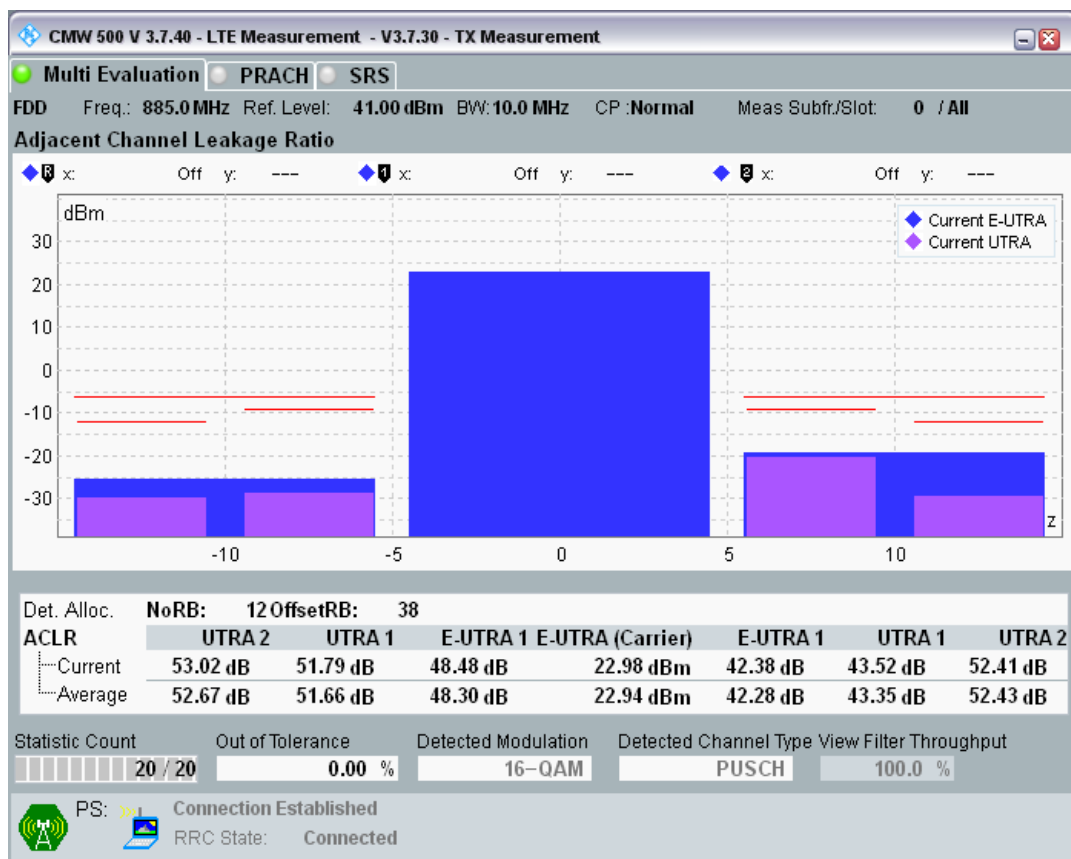 CMW 500 V 3.7.40 - LTE Measurement - V3.7.30 - TX Measurement
Multi Evaluation PRACH SRS
FDD Freq.: 885.0 MHz Ref. Level: 41.00 dBm BW: 10.0 MHz CP :Normal Meas Subfr./Slot: 0 / All
Adjacent Channel Leakage Ratio
R x: Off y: --- 1 x: Off y: --- 2 x: Off y: ---
dBm
Current E-UTRA
Current UTRA
30
20
10
0
-10
-20
-30
z
-10 -5 0 5 10
Det. Alloc. NoRB: 12 OffsetRB: 38
ACLR UTRA 2 UTRA 1 E-UTRA 1 E-UTRA (Carrier) E-UTRA 1 UTRA 1 UTRA 2
Current 53.02 dB 51.79 dB 48.48 dB 22.98 dBm 42.38 dB 43.52 dB 52.41 dB
Average 52.67 dB 51.66 dB 48.30 dB 22.94 dBm 42.28 dB 43.35 dB 52.43 dB
Statistic Count Out of Tolerance Detected Modulation Detected Channel Type View Filter Throughput
20 / 20 0.00 % 16-QAM PUSCH 100.0 %
PS: Connection Established
RRC State: Connected